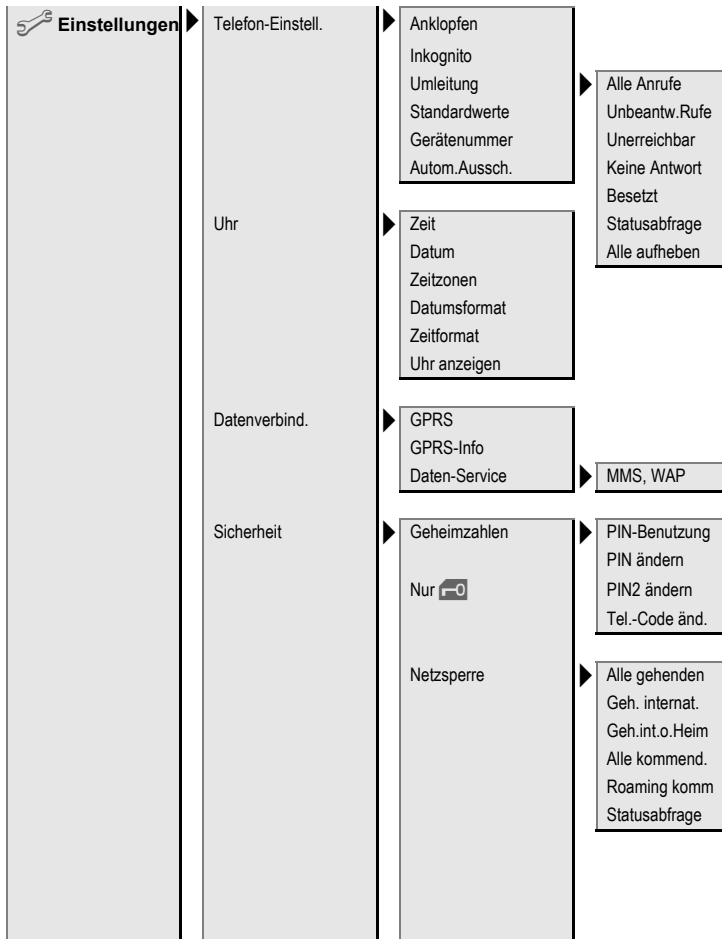 Einstellungen
Telefon-Einstell.
Anklopfen
Inkognito
Umleitung
Alle Anrufe
Unbeantw.Rufe
Unerreichbar
Keine Antwort
Besetzt
Statusabfrage
Alle aufheben
Standardwerte
Gerätenummer
Autom.Aussch.
Uhr
Zeit
Datum
Zeitzonen
Datumsformat
Zeitformat
Uhr anzeigen
Datenverbind.
GPRS
GPRS-Info
Daten-Service
MMS, WAP
Sicherheit
Geheimzahlen
PIN-Benutzung
PIN ändern
PIN2 ändern
Tel.-Code änd.
Nur
Netzsperre
Alle gehenden
Geh. internat.
Geh.int.o.Heim
Alle kommend.
Roaming komm
Statusabfrage